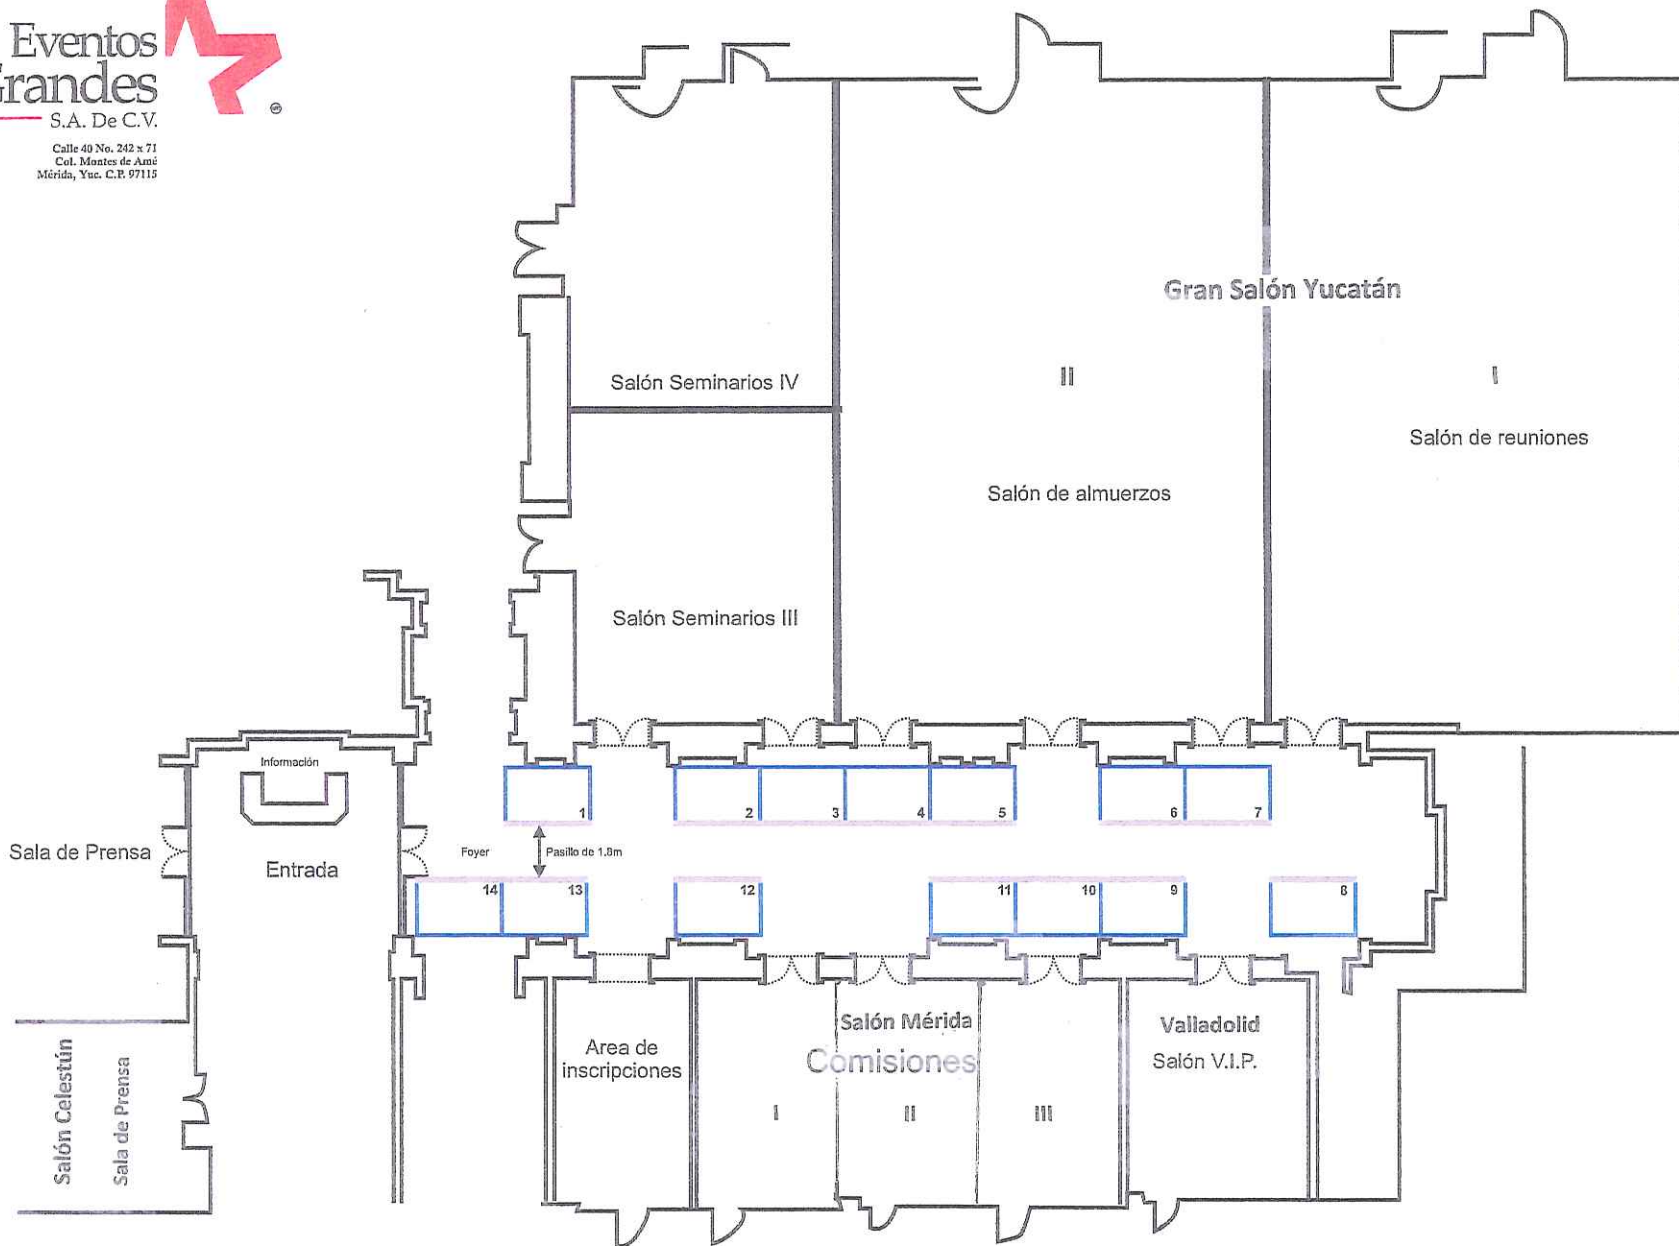 Eventos
Grandes
S.A. De C.V.
Calle 40 No. 242 x 71
Col. Montes de Amé
Mérida, Yuc. C.P. 97115
Gran Salón Yucatán
Salón Seminarios IV
II
I
Salón de reuniones
Salón de almuerzos
Salón Seminarios III
Información
1
2
3
4
5
6
7
Sala de Prensa
Entrada
Foyer
Pasillo de 1.8m
14
13
12
11
10
9
8
Salón Mérida
Comisiones
Valladolid
Salón V.I.P.
Area de
inscripciones
I
II
III
Salón Celestún
Sala de Prensa